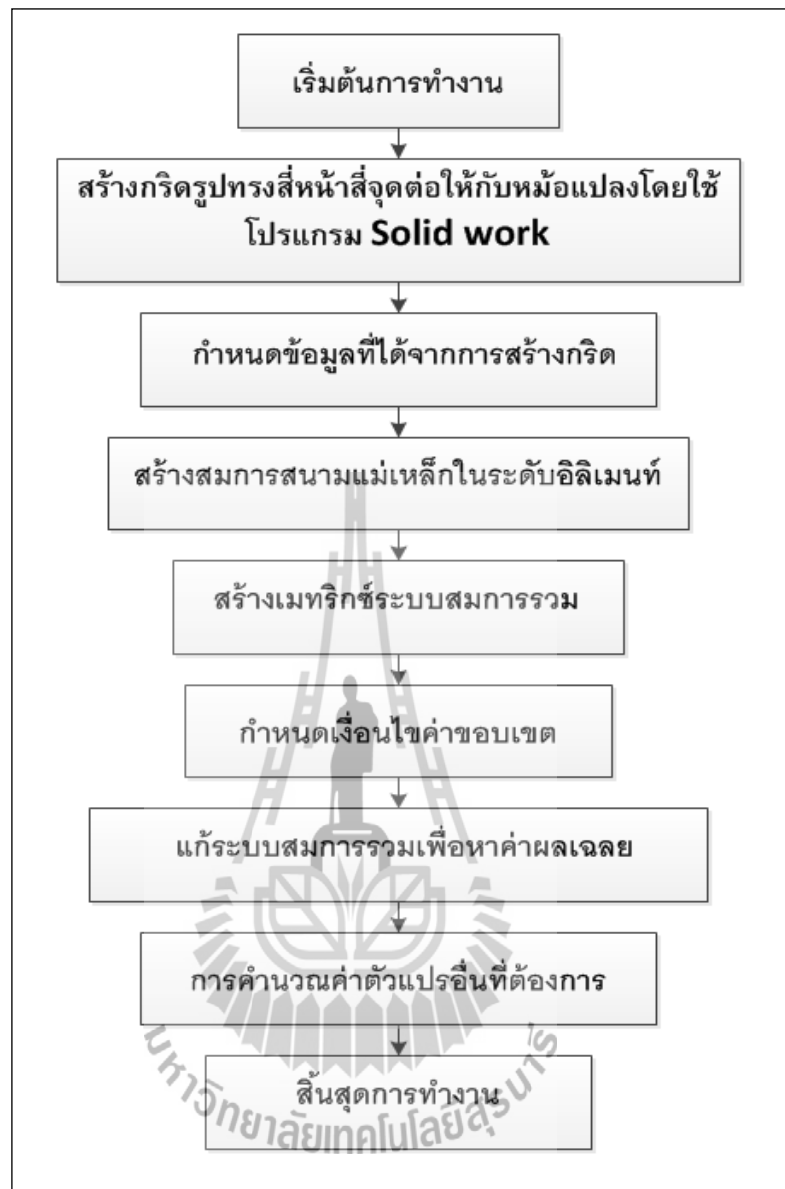 เริ่มต้นการทำงาน
สร้างกริดรูปทรงสี่หน้าสี่จุดต่อให้กับหม้อแปลงโดยใช้
โปรแกรม Solid work
กำหนดข้อมูลที่ได้จากการสร้างกริด
สร้างสมการสนามแม่เหล็กในระดับอิลิเมนท์
สร้างเมทริกซ์ระบบสมการรวม
กำหนดเงื่อนไขค่าขอบเขต
แก้ระบบสมการรวมเพื่อหาค่าผลเฉลย
การคำนวณค่าตัวแปรอื่นที่ต้องการ
สิ้นสุดการทำงาน
มหาวิทยาลัยเทคโนโลยีสุรนารี